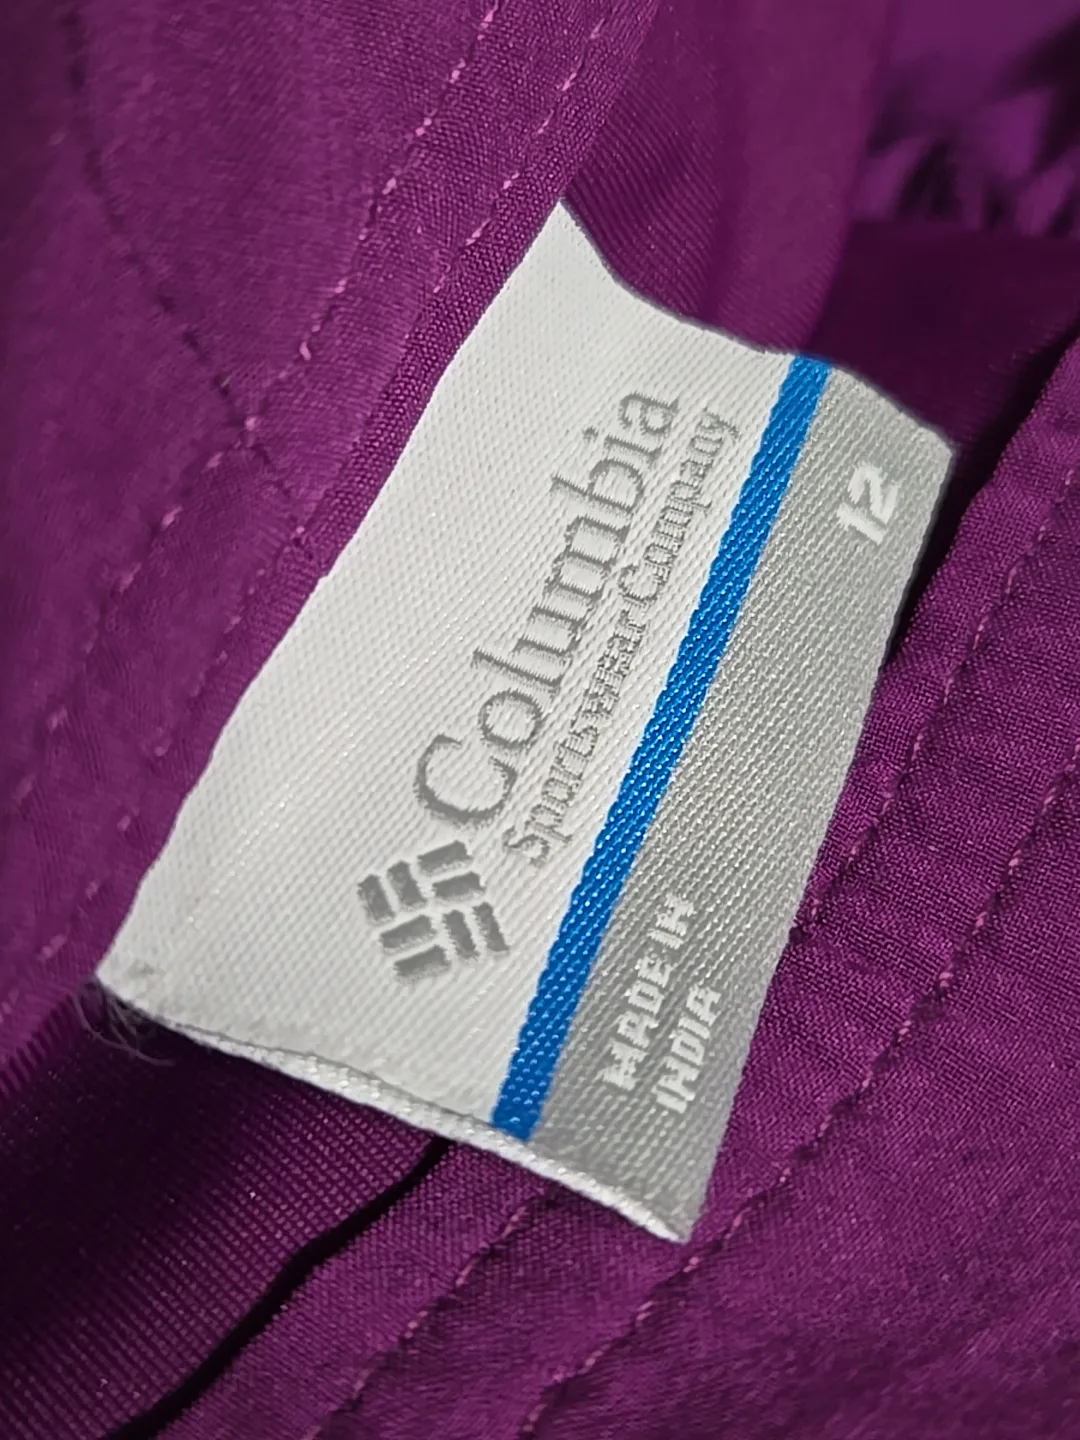 Columbia
Sportswear Company
12
MADE IN
INDIA